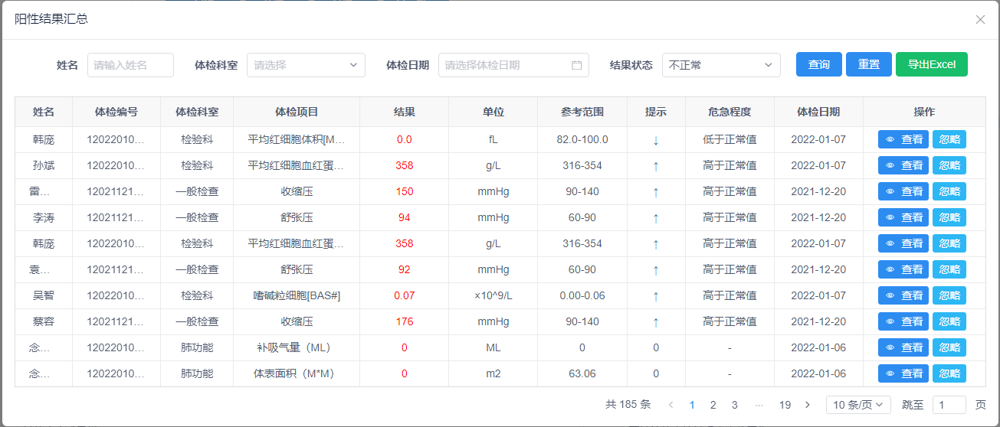 阳性结果汇总
姓名 请输入姓名 体检科室 请选择 体检日期 请选择体检日期 结果状态 不正常 查询 重置 导出Excel
姓名 体检编号 体检科室 体检项目 结果 单位 参考范围 提示 危急程度 体检日期 操作
韩庞 12022010... 检验科 平均红细胞体积[M... 0.0 fL 82.0-100.0 ↓ 低于正常值 2022-01-07 查看 忽略
孙斌 12022010... 检验科 平均红细胞血红蛋... 358 g/L 316-354 ↑ 高于正常值 2022-01-07 查看 忽略
雷... 12021121... 一般检查 收缩压 150 mmHg 90-140 ↑ 高于正常值 2021-12-20 查看 忽略
李涛 12022010... 一般检查 舒张压 94 mmHg 60-90 ↑ 高于正常值 2021-12-20 查看 忽略
韩庞 12022010... 检验科 平均红细胞血红蛋... 358 g/L 316-354 ↑ 高于正常值 2022-01-07 查看 忽略
袁... 12021121... 一般检查 舒张压 92 mmHg 60-90 ↑ 高于正常值 2021-12-20 查看 忽略
吴智 12022010... 检验科 嗜碱粒细胞[BAS#] 0.07 ×10^9/L 0.00-0.06 ↑ 高于正常值 2022-01-07 查看 忽略
蔡容 12021121... 一般检查 收缩压 176 mmHg 90-140 ↑ 高于正常值 2021-12-20 查看 忽略
念... 12022010... 肺功能 补吸气量（ML） 0 ML 0 0 - 2022-01-06 查看 忽略
念... 12022010... 肺功能 体表面积（M*M） 0 m2 63.06 0 - 2022-01-06 查看 忽略
共 185 条 1 2 3 ... 19 10 条/页 跳至 1 页